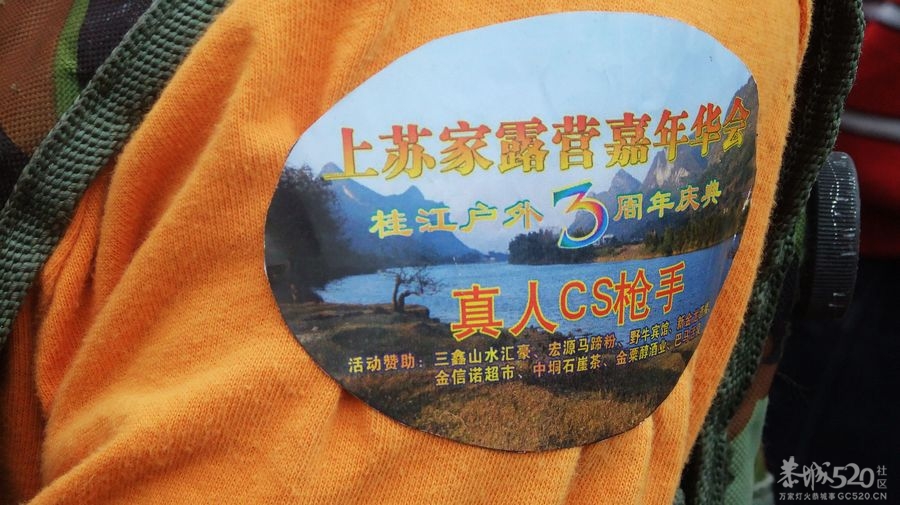 上苏家露营嘉年华会
桂江户外3周年庆典
真人CS枪手
活动赞助：三鑫山水汇豪、宏源马蹄粉、野牛宾馆、
金信诺超市、中垌石崖茶、金粟醇酒业、
恭城520社区
万家灯火恭城事 GC520.CN